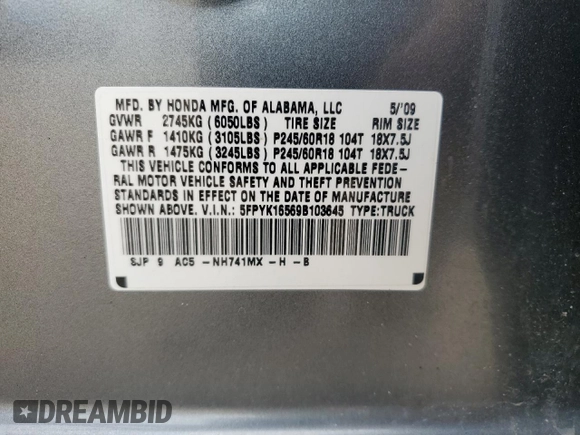 MFD. BY HONDA MFG. OF ALABAMA, LLC 5/'09
GVWR 2745KG (6050LBS) TIRE SIZE RIM SIZE
GAWR F 1410KG (3105LBS) P245/60R18 104T 18X7.5J
GAWR R 1475KG (3245LBS) P245/60R18 104T 18X7.5J
THIS VEHICLE CONFORMS TO ALL APPLICABLE FEDE-
RAL MOTOR VEHICLE SAFETY AND THEFT PREVENTION
STANDARDS IN EFFECT ON THE DATE OF MANUFACTURE
SHOWN ABOVE. V.I.N.: 5FPYK16569B103645 TYPE:TRUCK
SJP 9 AC5 -NH741MX -H -B
DREAMBID